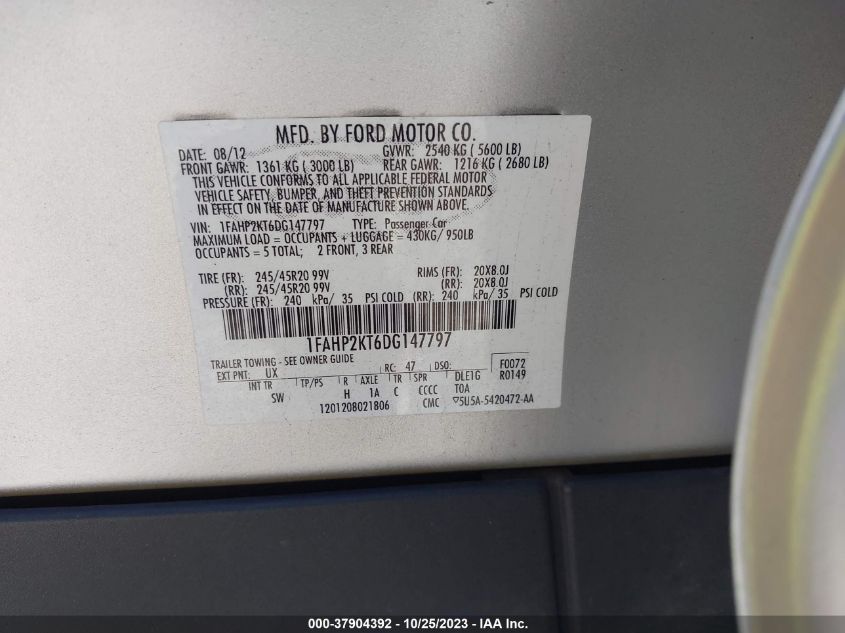 MFD. BY FORD MOTOR CO.
DATE: 08/12 GVWR: 2540 KG ( 5600 LB)
FRONT GAWR: 1361 KG ( 3000 LB) REAR GAWR: 1216 KG ( 2680 LB)
THIS VEHICLE CONFORMS TO ALL APPLICABLE FEDERAL MOTOR
VEHICLE SAFETY, BUMPER, AND THEFT PREVENTION STANDARDS
IN EFFECT ON THE DATE OF MANUFACTURE SHOWN ABOVE.
VIN: 1FAHP2KT6DG147797 TYPE: Passenger Car
MAXIMUM LOAD = OCCUPANTS + LUGGAGE = 430KG/ 950LB
OCCUPANTS = 5 TOTAL; 2 FRONT, 3 REAR
TIRE (FR): 245/45R20 99V RIMS (FR): 20X8.0J
(RR): 245/45R20 99V (RR): 20X8.0J
PRESSURE (FR): 240 kPa/ 35 PSI COLD (RR): 240 kPa/ 35 PSI COLD
1FAHP2KT6DG147797
TRAILER TOWING - SEE OWNER GUIDE
EXT PNT: UX RC: 47 DSO: F0072
INT TR TP/PS R AXLE TR SPR DLE1G R0149
SW H 1A C CCCC TOA
1201208021806 CMC ▽5U5A-5420472-AA
000-37904392 - 10/25/2023 - IAA Inc.